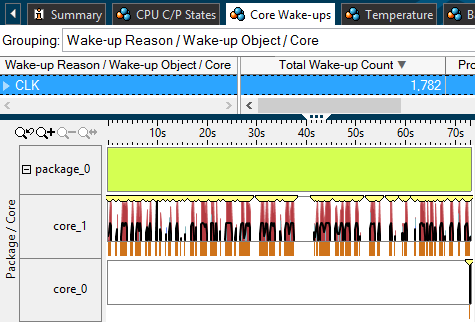 Summary CPU C/P States Core Wake-ups Temperature B
Grouping: Wake-up Reason / Wake-up Object / Core
Wake-up Reason / Wake-up Object / Core Total Wake-up Count Pro
CLK 1,782
10s 20s 30s 40s 50s 60s 70s
package_0
core_1
core_0
Package / Core